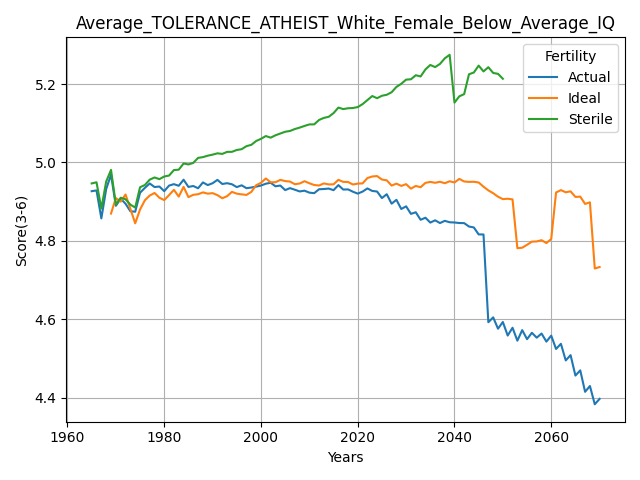 Average_TOLERANCE_ATHEIST_White_Female_Below_Average_IQ
Fertility
Actual
Ideal
Sterile
Score(3-6)
5.2
5.0
4.8
4.6
4.4
1960
1980
2000
2020
2040
2060
Years